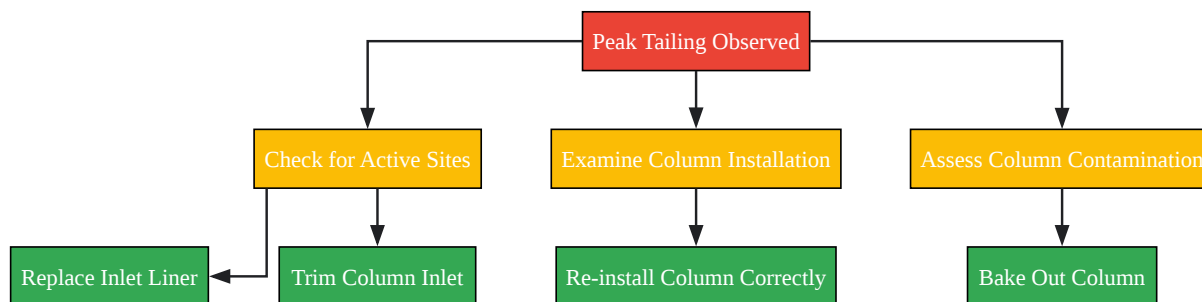 Peak Tailing Observed
Check for Active Sites
Examine Column Installation
Assess Column Contamination
Replace Inlet Liner
Trim Column Inlet
Re-install Column Correctly
Bake Out Column